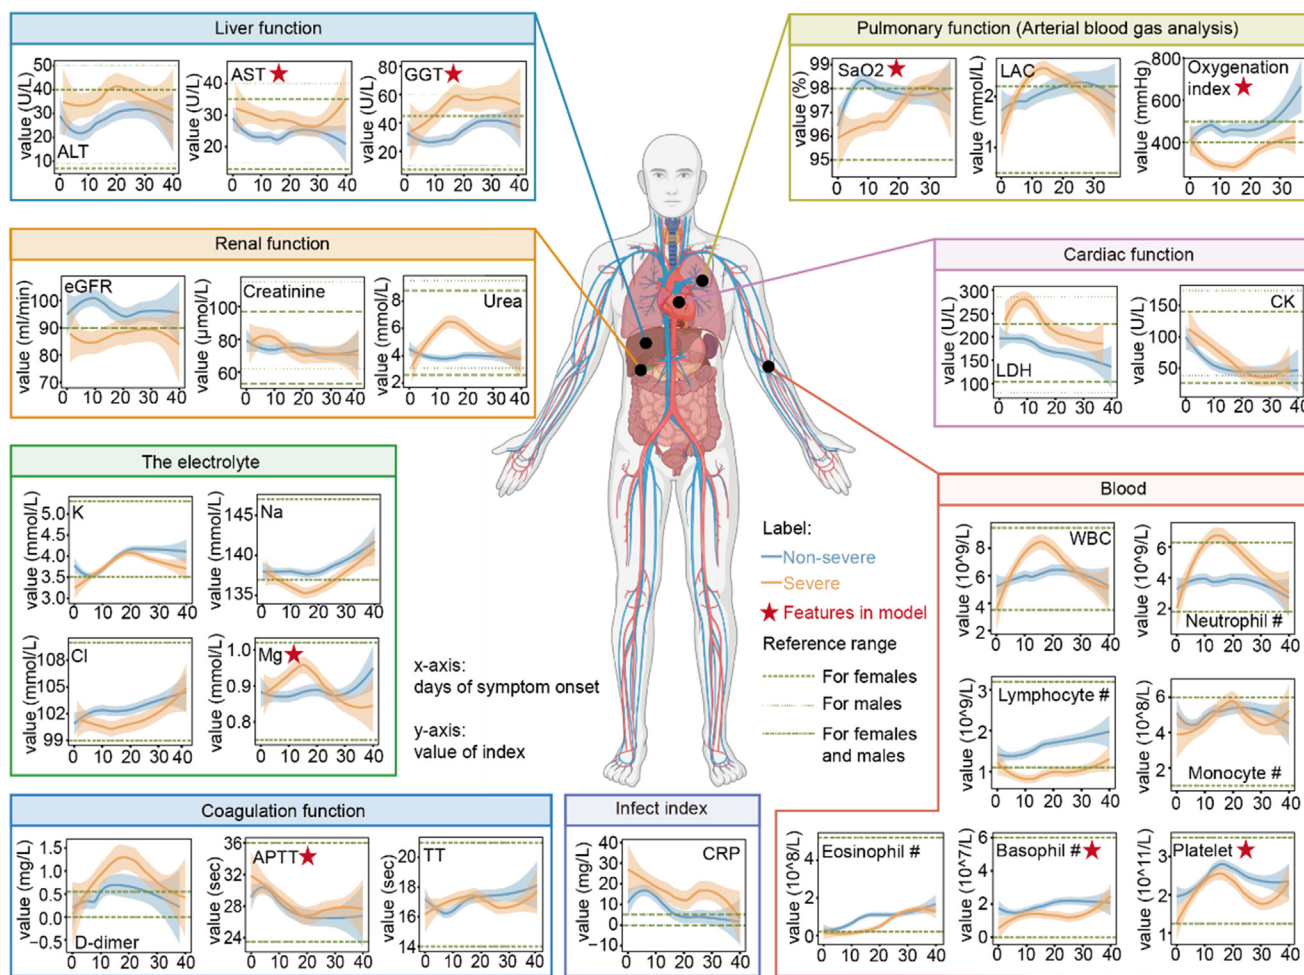 Liver function
value (U/L)
50
40
30
20
10
ALT
0 10 20 30 40
value (U/L)
40
30
20
AST
0 10 20 30 40
value (U/L)
80
60
40
20
GGT
0 10 20 30 40
Pulmonary function (Arterial blood gas analysis)
value (%)
99
98
98
96
95
SaO2
0 10 20 30
value (mmol/L)
2
1
LAC
0 10 20 30
value (mmHg)
800
600
400
Oxygenation
index
0 10 20 30
Renal function
value (ml/min)
100
90
80
70
eGFR
0 10 20 30 40
value (μmol/L)
100
80
60
Creatinine
0 10 20 30 40
value (mmol/L)
8
6
4
2
Urea
0 10 20 30 40
Cardiac function
value (U/L)
300
250
200
150
100
LDH
0 10 20 30 40
value (U/L)
150
100
50
CK
0 10 20 30 40
The electrolyte
value (mmol/L)
5.0
4.5
4.0
3.5
3.0
K
0 10 20 30 40
value (mmol/L)
145
140
135
Na
0 10 20 30 40
value (mmol/L)
108
105
102
99
Cl
0 10 20 30 40
value (mmol/L)
1.0
0.9
0.8
Mg
0 10 20 30 40
x-axis:
days of symptom onset
y-axis:
value of index
Label:
Non-severe
Severe
Features in model
Reference range
For females
For males
For females
and males
Blood
value (10^9/L)
8
6
4
2
WBC
0 10 20 30 40
value (10^9/L)
6
4
2
Neutrophil #
0 10 20 30 40
value (10^9/L)
3
2
1
Lymphocyte #
0 10 20 30 40
value (10^8/L)
6
4
2
Monocyte #
0 10 20 30 40
value (10^8/L)
4
2
0
Eosinophil #
0 10 20 30 40
value (10^7/L)
6
4
2
0
Basophil #
0 10 20 30 40
value (10^11/L)
3
2
1
Platelet
0 10 20 30 40
Coagulation function
value (mg/L)
1.5
1.0
0.5
0.0
−0.5
D-dimer
0 10 20 30 40
value (sec)
36
32
28
24
APTT
0 10 20 30 40
value (sec)
20
18
16
14
TT
0 10 20 30 40
Infect index
value (mg/L)
40
30
20
10
0
−10
CRP
0 10 20 30 40